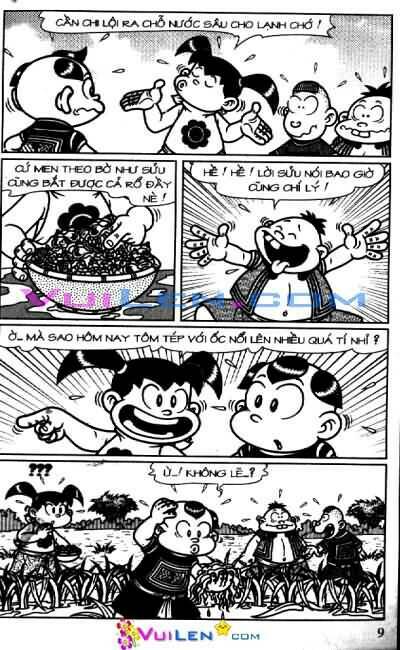 CẦN CHI LỘI RA CHỖ NƯỚC SÂU CHO LẠNH CHỚ !
CỨ MEN THEO BỜ NHƯ SỬU
CŨNG BẮT ĐƯỢC CẢ RỔ ĐẦY
NÈ !
HỀ ! HỀ ! LỜI SỬU NÓI BAO GIỜ
CŨNG CHÍ LÝ !
VUILEN.COM
Ờ... MÀ SAO HÔM NAY TÔM TÉP VỚI ỐC NỔI LÊN NHIỀU QUÁ TÍ NHỈ ?
???
Ừ...! KHÔNG LẼ...?
9
VUILEN.COM